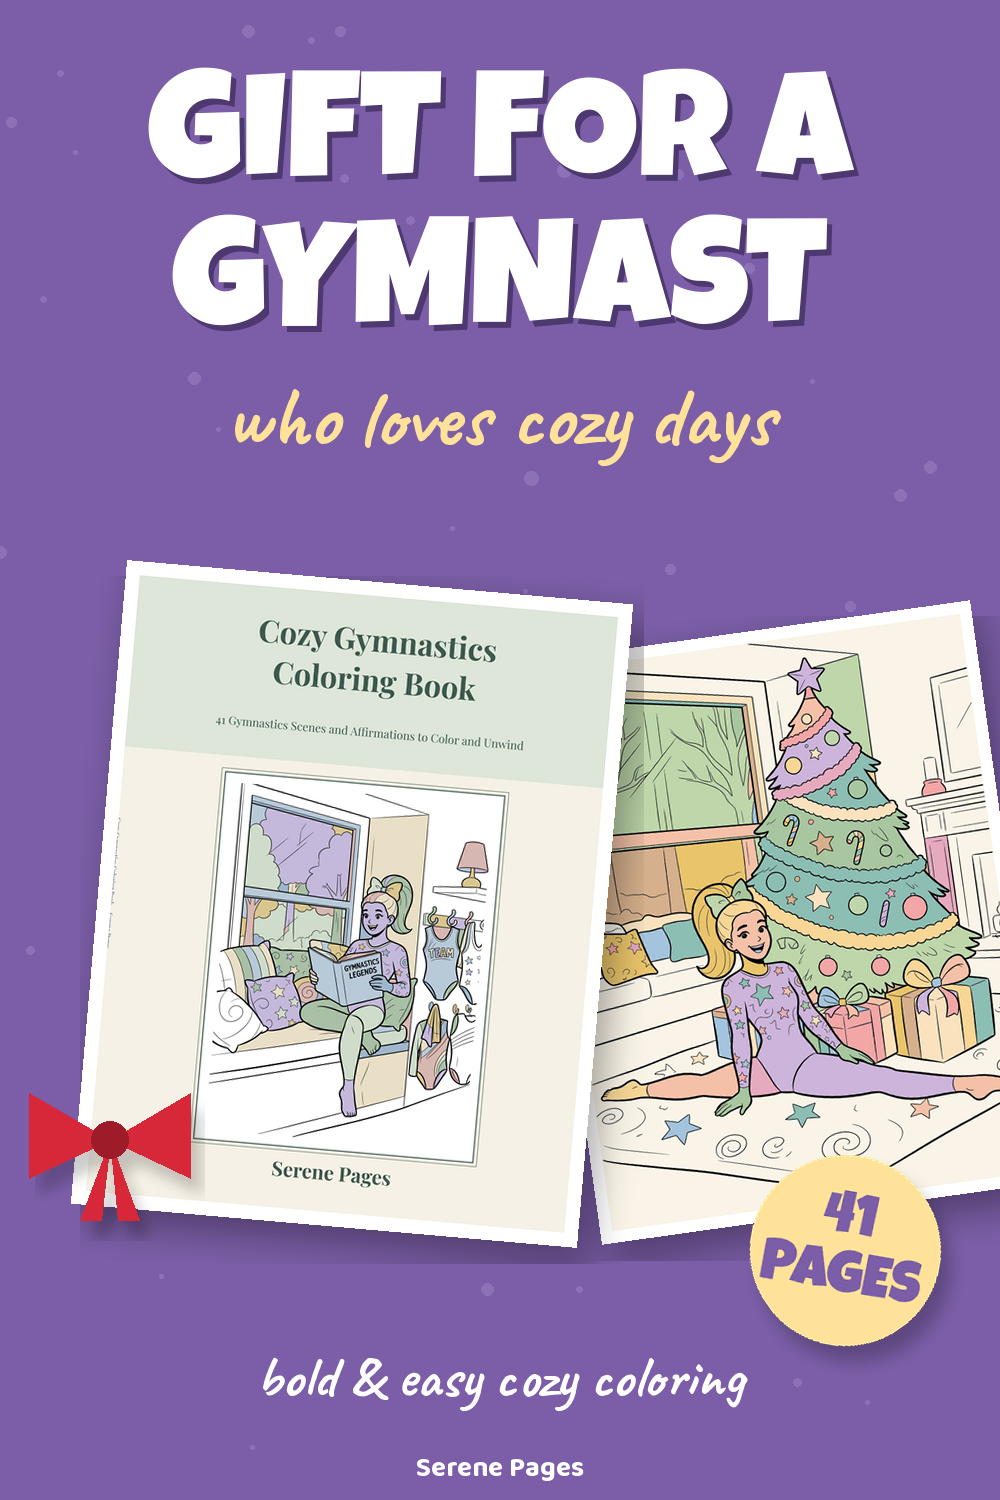 GIFT FOR A
GYMNAST
who loves cozy days
Cozy Gymnastics
Coloring Book
41 Gymnastics Scenes and Affirmations to Color and Unwind
GYMNASTICS
LEGENDS
TEAM
Serene Pages
41
PAGES
bold & easy cozy coloring
Serene Pages